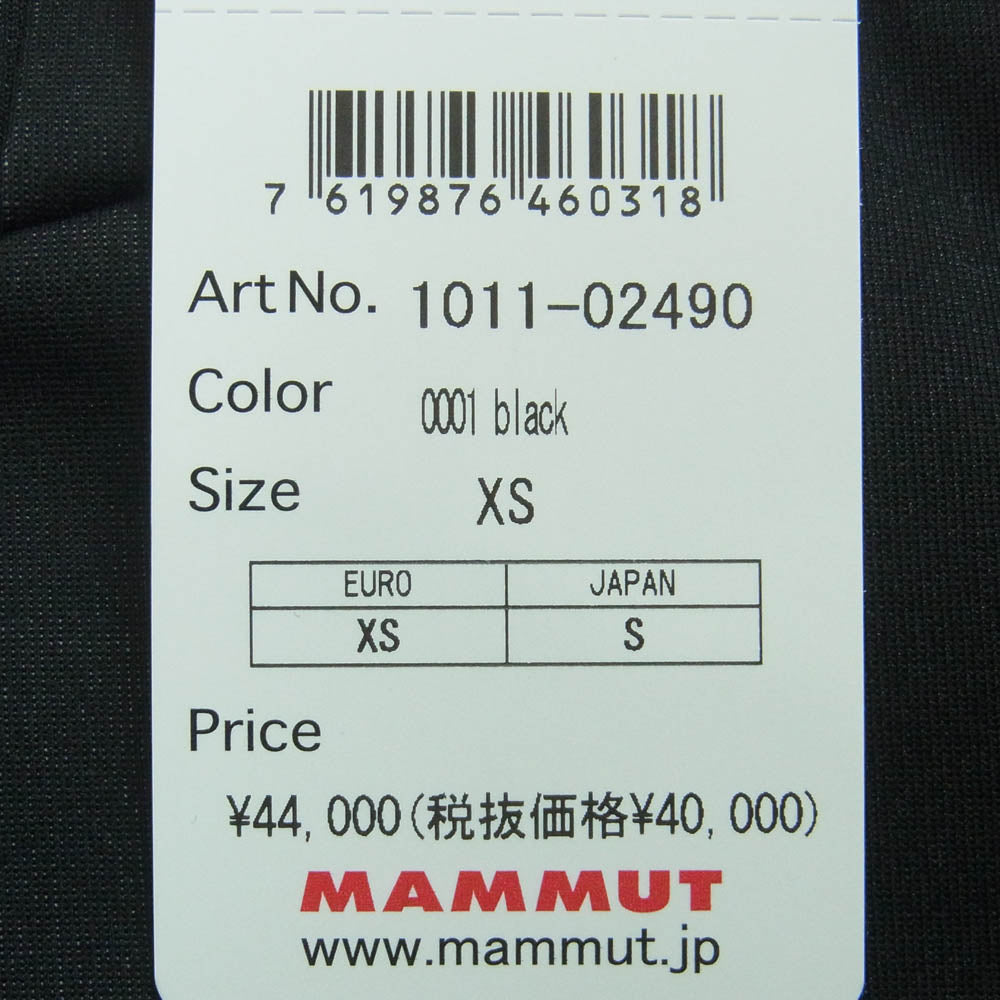 7 619876 460318
Art No. 1011-02490
Color 0001 black
Size XS
EURO JAPAN
XS S
Price
¥44,000(税抜価格¥40,000)
MAMMUT
www.mammut.jp